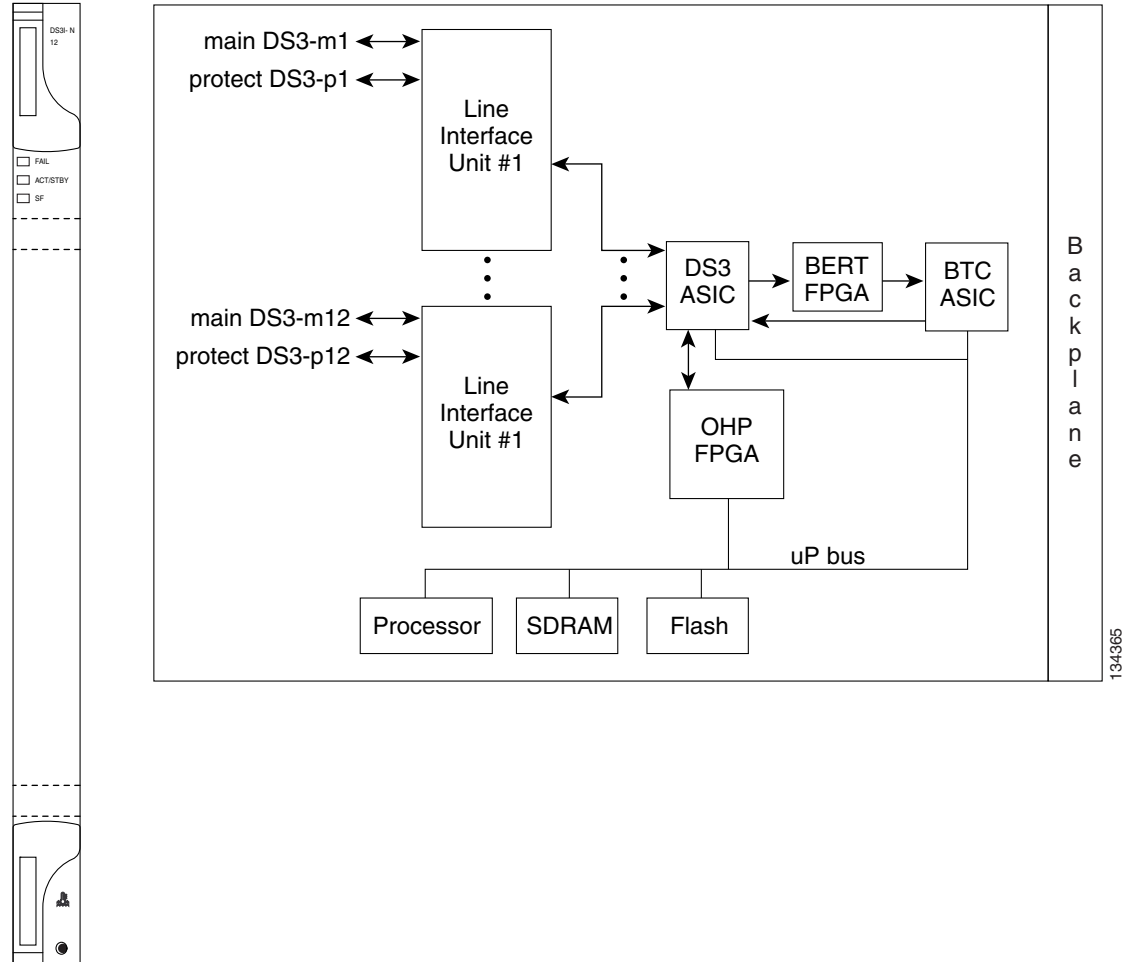 DS3I- N
12
FAIL
ACT/STBY
SF
main DS3-m1
protect DS3-p1
Line
Interface
Unit #1
main DS3-m12
protect DS3-p12
Line
Interface
Unit #1
DS3
ASIC
BERT
FPGA
BTC
ASIC
OHP
FPGA
uP bus
Processor
SDRAM
Flash
B
a
c
k
p
l
a
n
e
134365